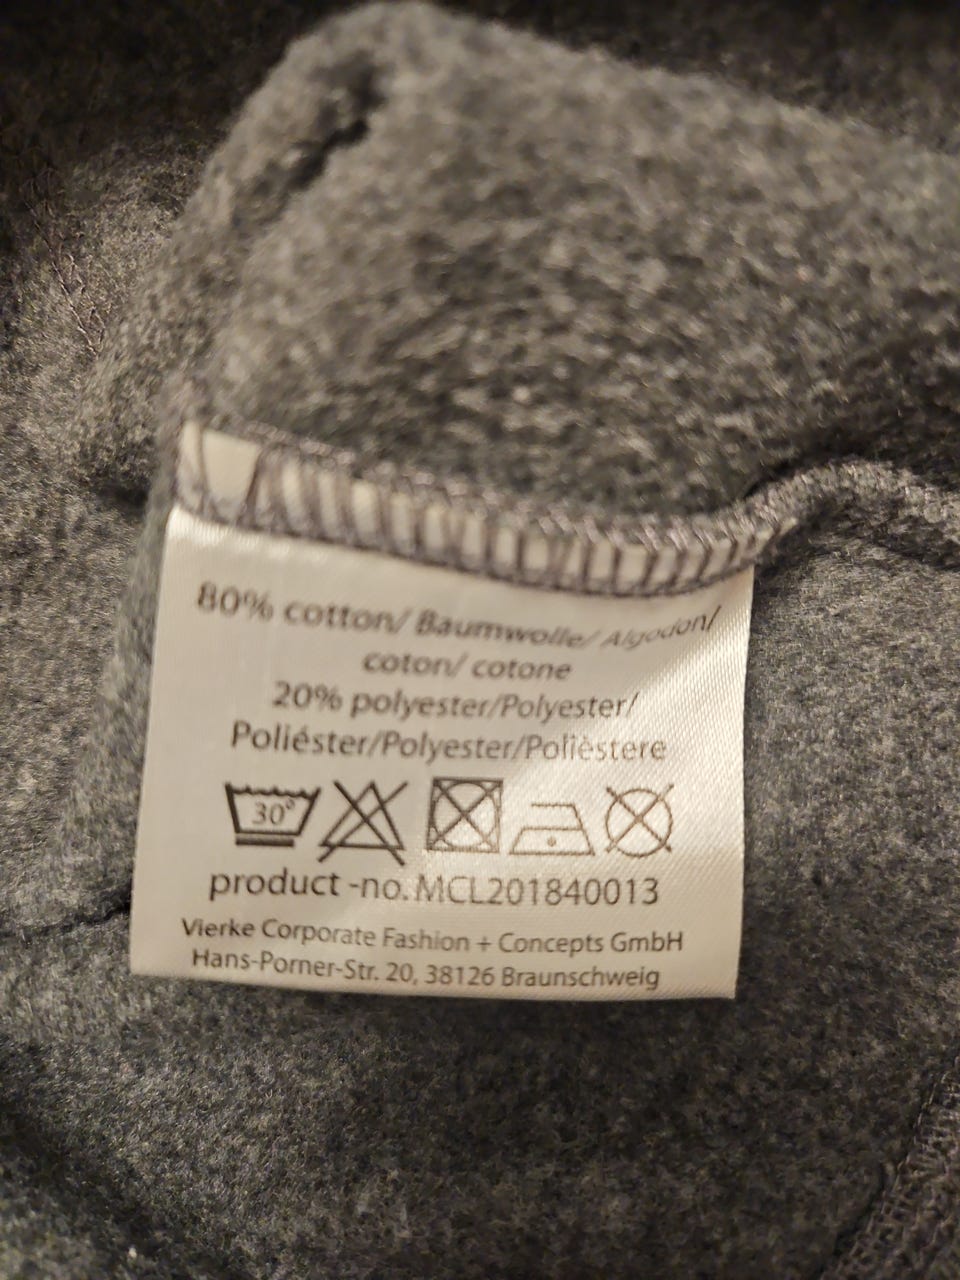 80% cotton/ Baumwolle/ Algodon/
coton/ cotone
20% polyester/Polyester/
Poliéster/Polyester/Polièstere
30°
product -no. MCL201840013
Vierke Corporate Fashion + Concepts GmbH
Hans-Porner-Str. 20, 38126 Braunschweig